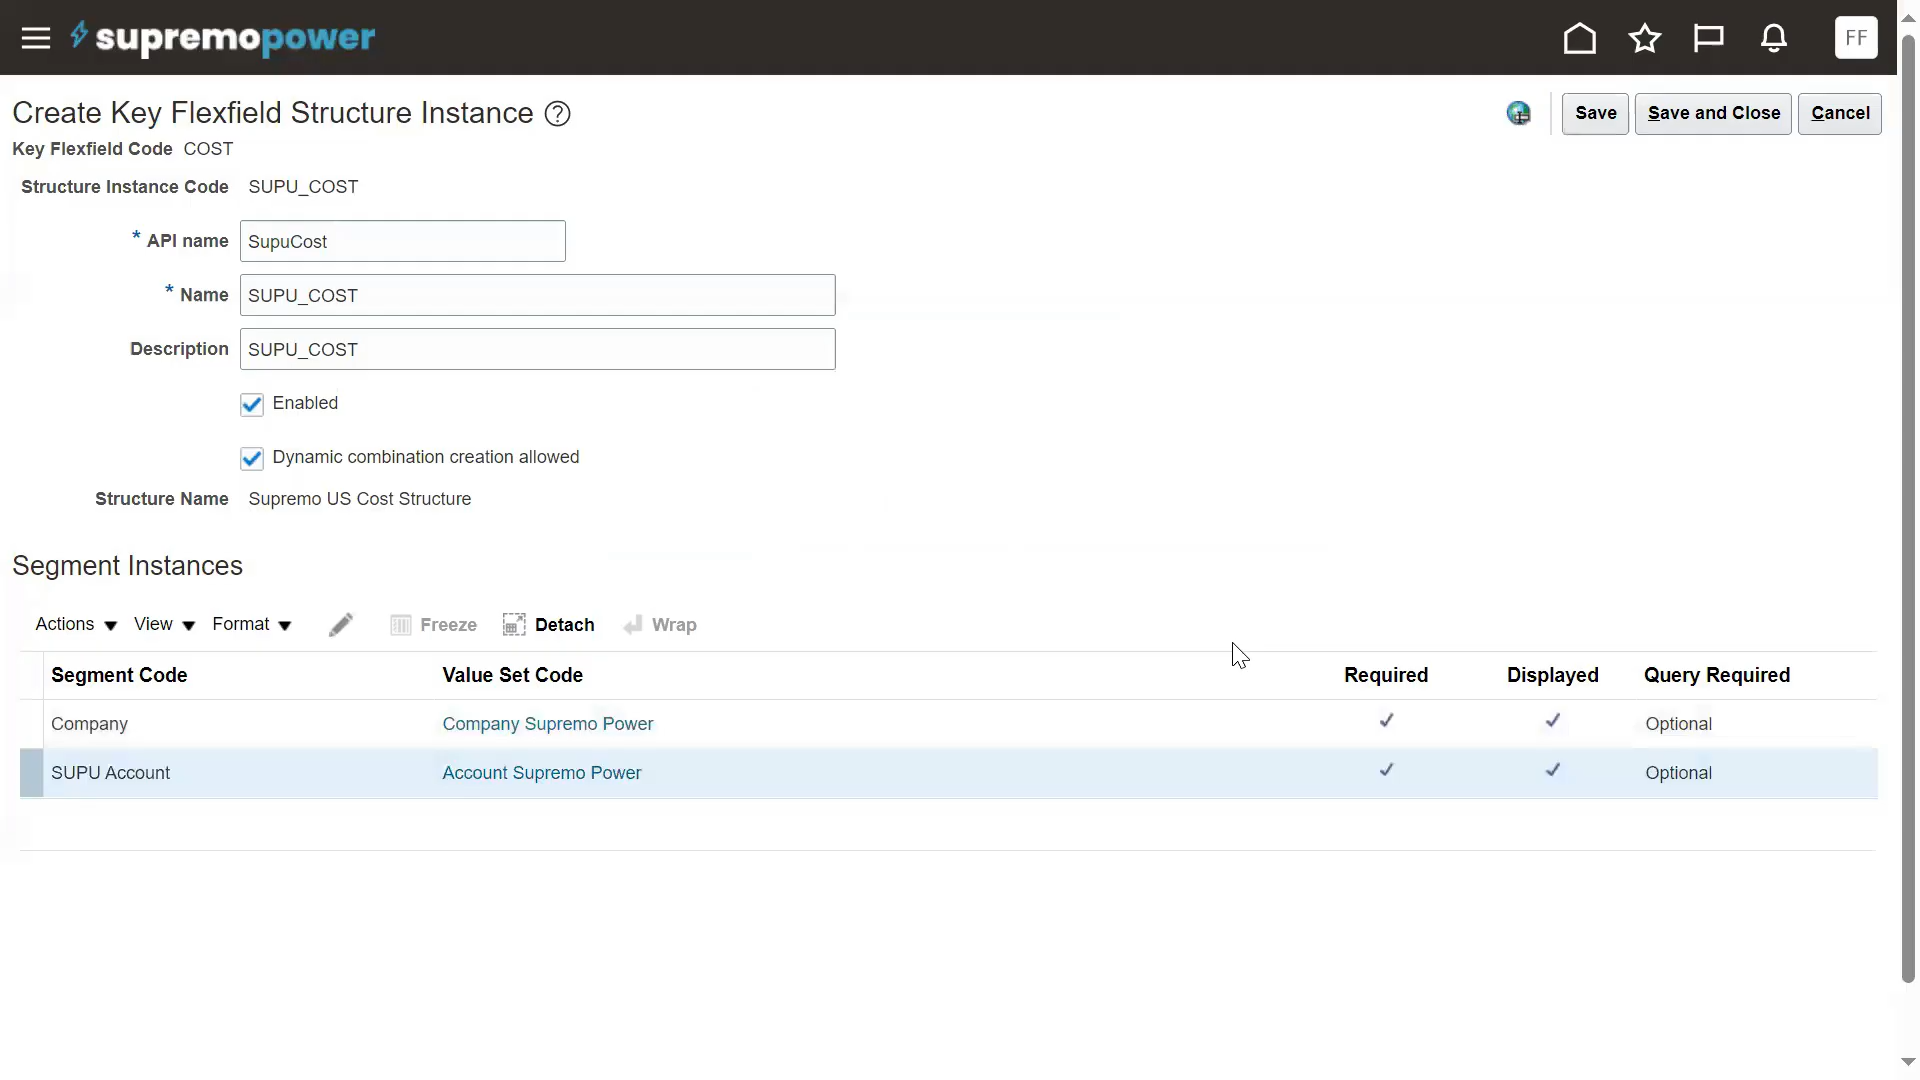 supremopower
FF
Create Key Flexfield Structure Instance ?
Save
Save and Close
Cancel
Key Flexfield Code COST
Structure Instance Code SUPU_COST
* API name SupuCost
* Name SUPU_COST
Description SUPU_COST
Enabled
Dynamic combination creation allowed
Structure Name Supremo US Cost Structure
Segment Instances
Actions View Format Freeze Detach Wrap
Segment Code Value Set Code Required Displayed Query Required
Company Company Supremo Power Optional
SUPU Account Account Supremo Power Optional